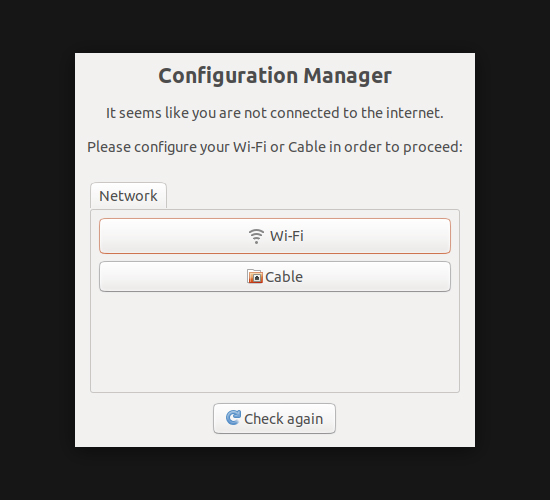 Configuration Manager
It seems like you are not connected to the internet.
Please configure your Wi-Fi or Cable in order to proceed:
Network
Wi-Fi
Cable
Check again